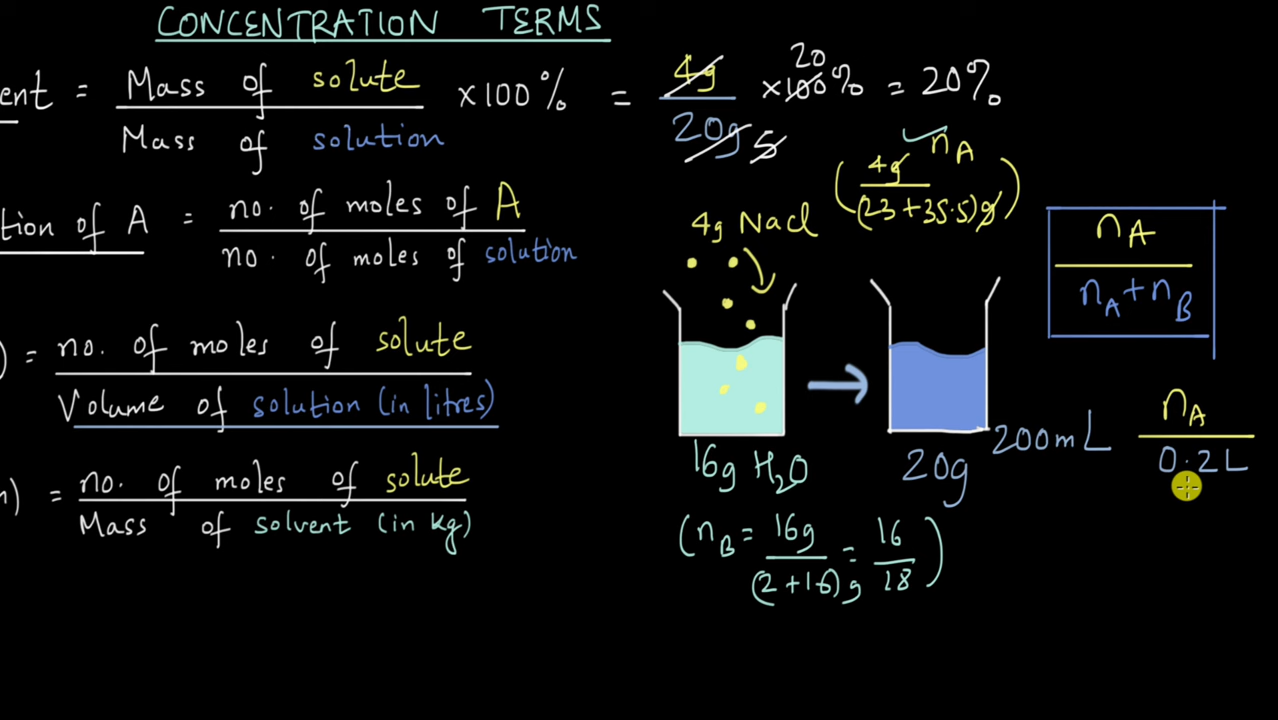 CONCENTRATION TERMS
ent = Mass of solute / Mass of solution ×100% = 4g / 20g 5 ×100% 20 = 20%
tion of A = no. of moles of A / no. of moles of solution
) = no. of moles of solute / Volume of solution (in litres)
) = no. of moles of solute / Mass of solvent (in kg)
nA
(4g / (23+35.5)g)
4g Nacl
16g H2O
20g
200mL
(nB = 16g / (2+16)g = 16 / 18)
nA / nA+nB
nA / 0.2L